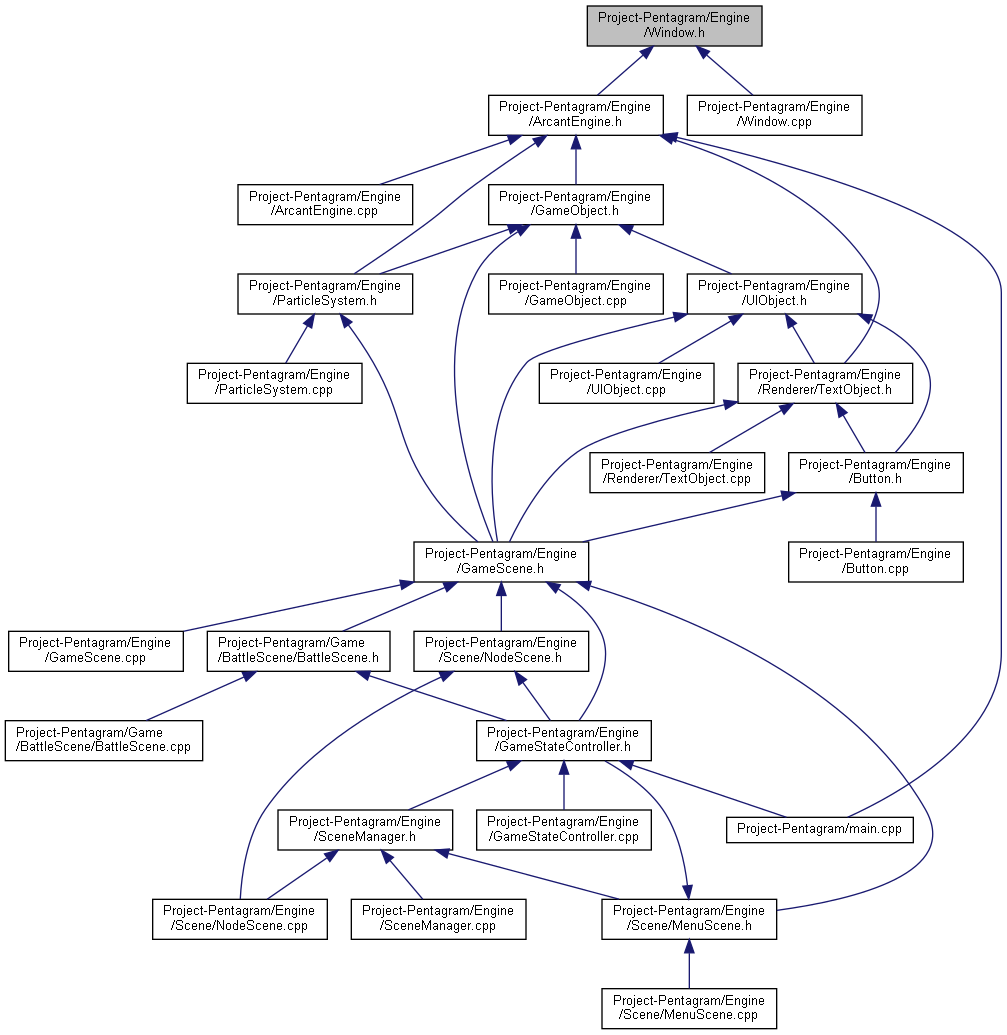 Project-Pentagram/Engine
/Window.h
Project-Pentagram/Engine
/ArcantEngine.h
Project-Pentagram/Engine
/Window.cpp
Project-Pentagram/Engine
/ArcantEngine.cpp
Project-Pentagram/Engine
/GameObject.h
Project-Pentagram/Engine
/ParticleSystem.h
Project-Pentagram/Engine
/GameObject.cpp
Project-Pentagram/Engine
/UIObject.h
Project-Pentagram/Engine
/ParticleSystem.cpp
Project-Pentagram/Engine
/UIObject.cpp
Project-Pentagram/Engine
/Renderer/TextObject.h
Project-Pentagram/Engine
/Renderer/TextObject.cpp
Project-Pentagram/Engine
/Button.h
Project-Pentagram/Engine
/GameScene.h
Project-Pentagram/Engine
/Button.cpp
Project-Pentagram/Engine
/GameScene.cpp
Project-Pentagram/Game
/BattleScene/BattleScene.h
Project-Pentagram/Engine
/Scene/NodeScene.h
Project-Pentagram/Game
/BattleScene/BattleScene.cpp
Project-Pentagram/Engine
/GameStateController.h
Project-Pentagram/Engine
/SceneManager.h
Project-Pentagram/Engine
/GameStateController.cpp
Project-Pentagram/main.cpp
Project-Pentagram/Engine
/Scene/NodeScene.cpp
Project-Pentagram/Engine
/SceneManager.cpp
Project-Pentagram/Engine
/Scene/MenuScene.h
Project-Pentagram/Engine
/Scene/MenuScene.cpp